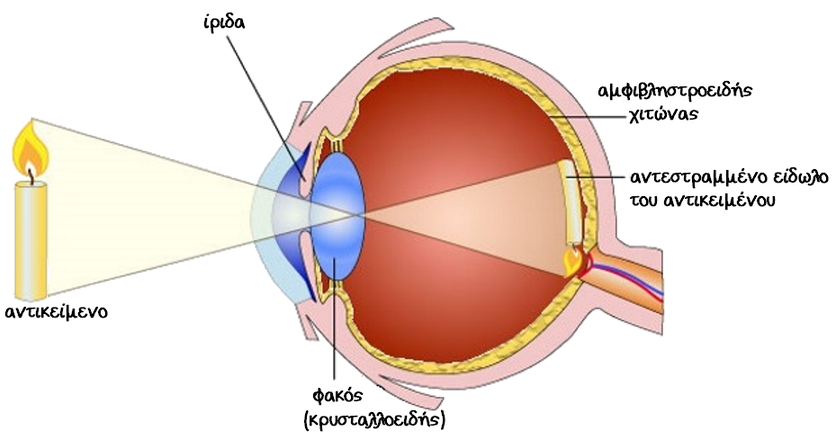 ίριδα
αμφιβληστροειδής
χιτώνας
αντεστραμμένο είδωλο
του αντικειμένου
αντικείμενο
φακός
(κρυσταλλοειδής)